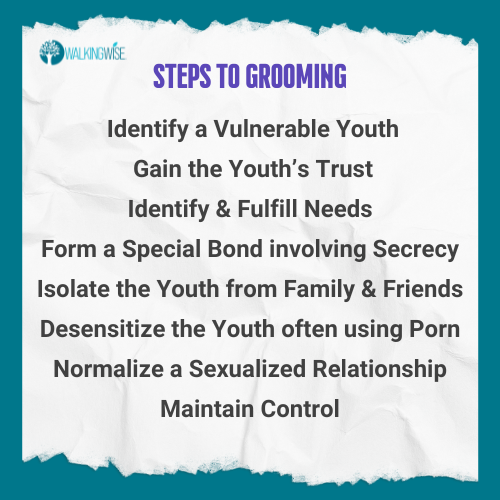 WALKINGWISE
STEPS TO GROOMING
Identify a Vulnerable Youth
Gain the Youth’s Trust
Identify & Fulfill Needs
Form a Special Bond involving Secrecy
Isolate the Youth from Family & Friends
Desensitize the Youth often using Porn
Normalize a Sexualized Relationship
Maintain Control